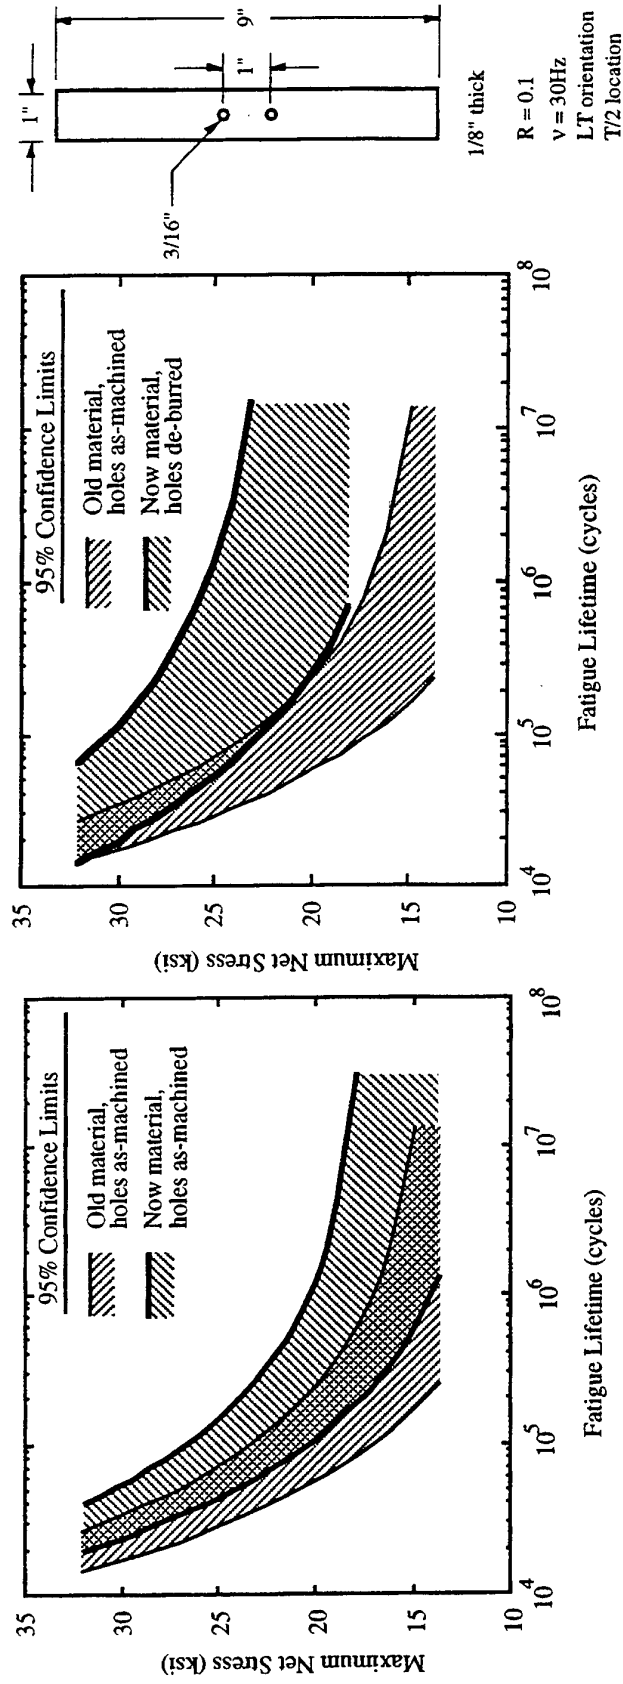 95% Confidence Limits
Old material,
holes as-machined
Now material,
holes as-machined
Maximum Net Stress (ksi)
35
30
25
20
15
10
10^4
10^5
10^6
10^7
10^8
Fatigue Lifetime (cycles)
95% Confidence Limits
Old material,
holes as-machined
Now material,
holes de-burred
Maximum Net Stress (ksi)
35
30
25
20
15
10
10^4
10^5
10^6
10^7
10^8
Fatigue Lifetime (cycles)
1"
9"
1"
3/16"
1/8" thick
R = 0.1
ν = 30Hz
LT orientation
T/2 location